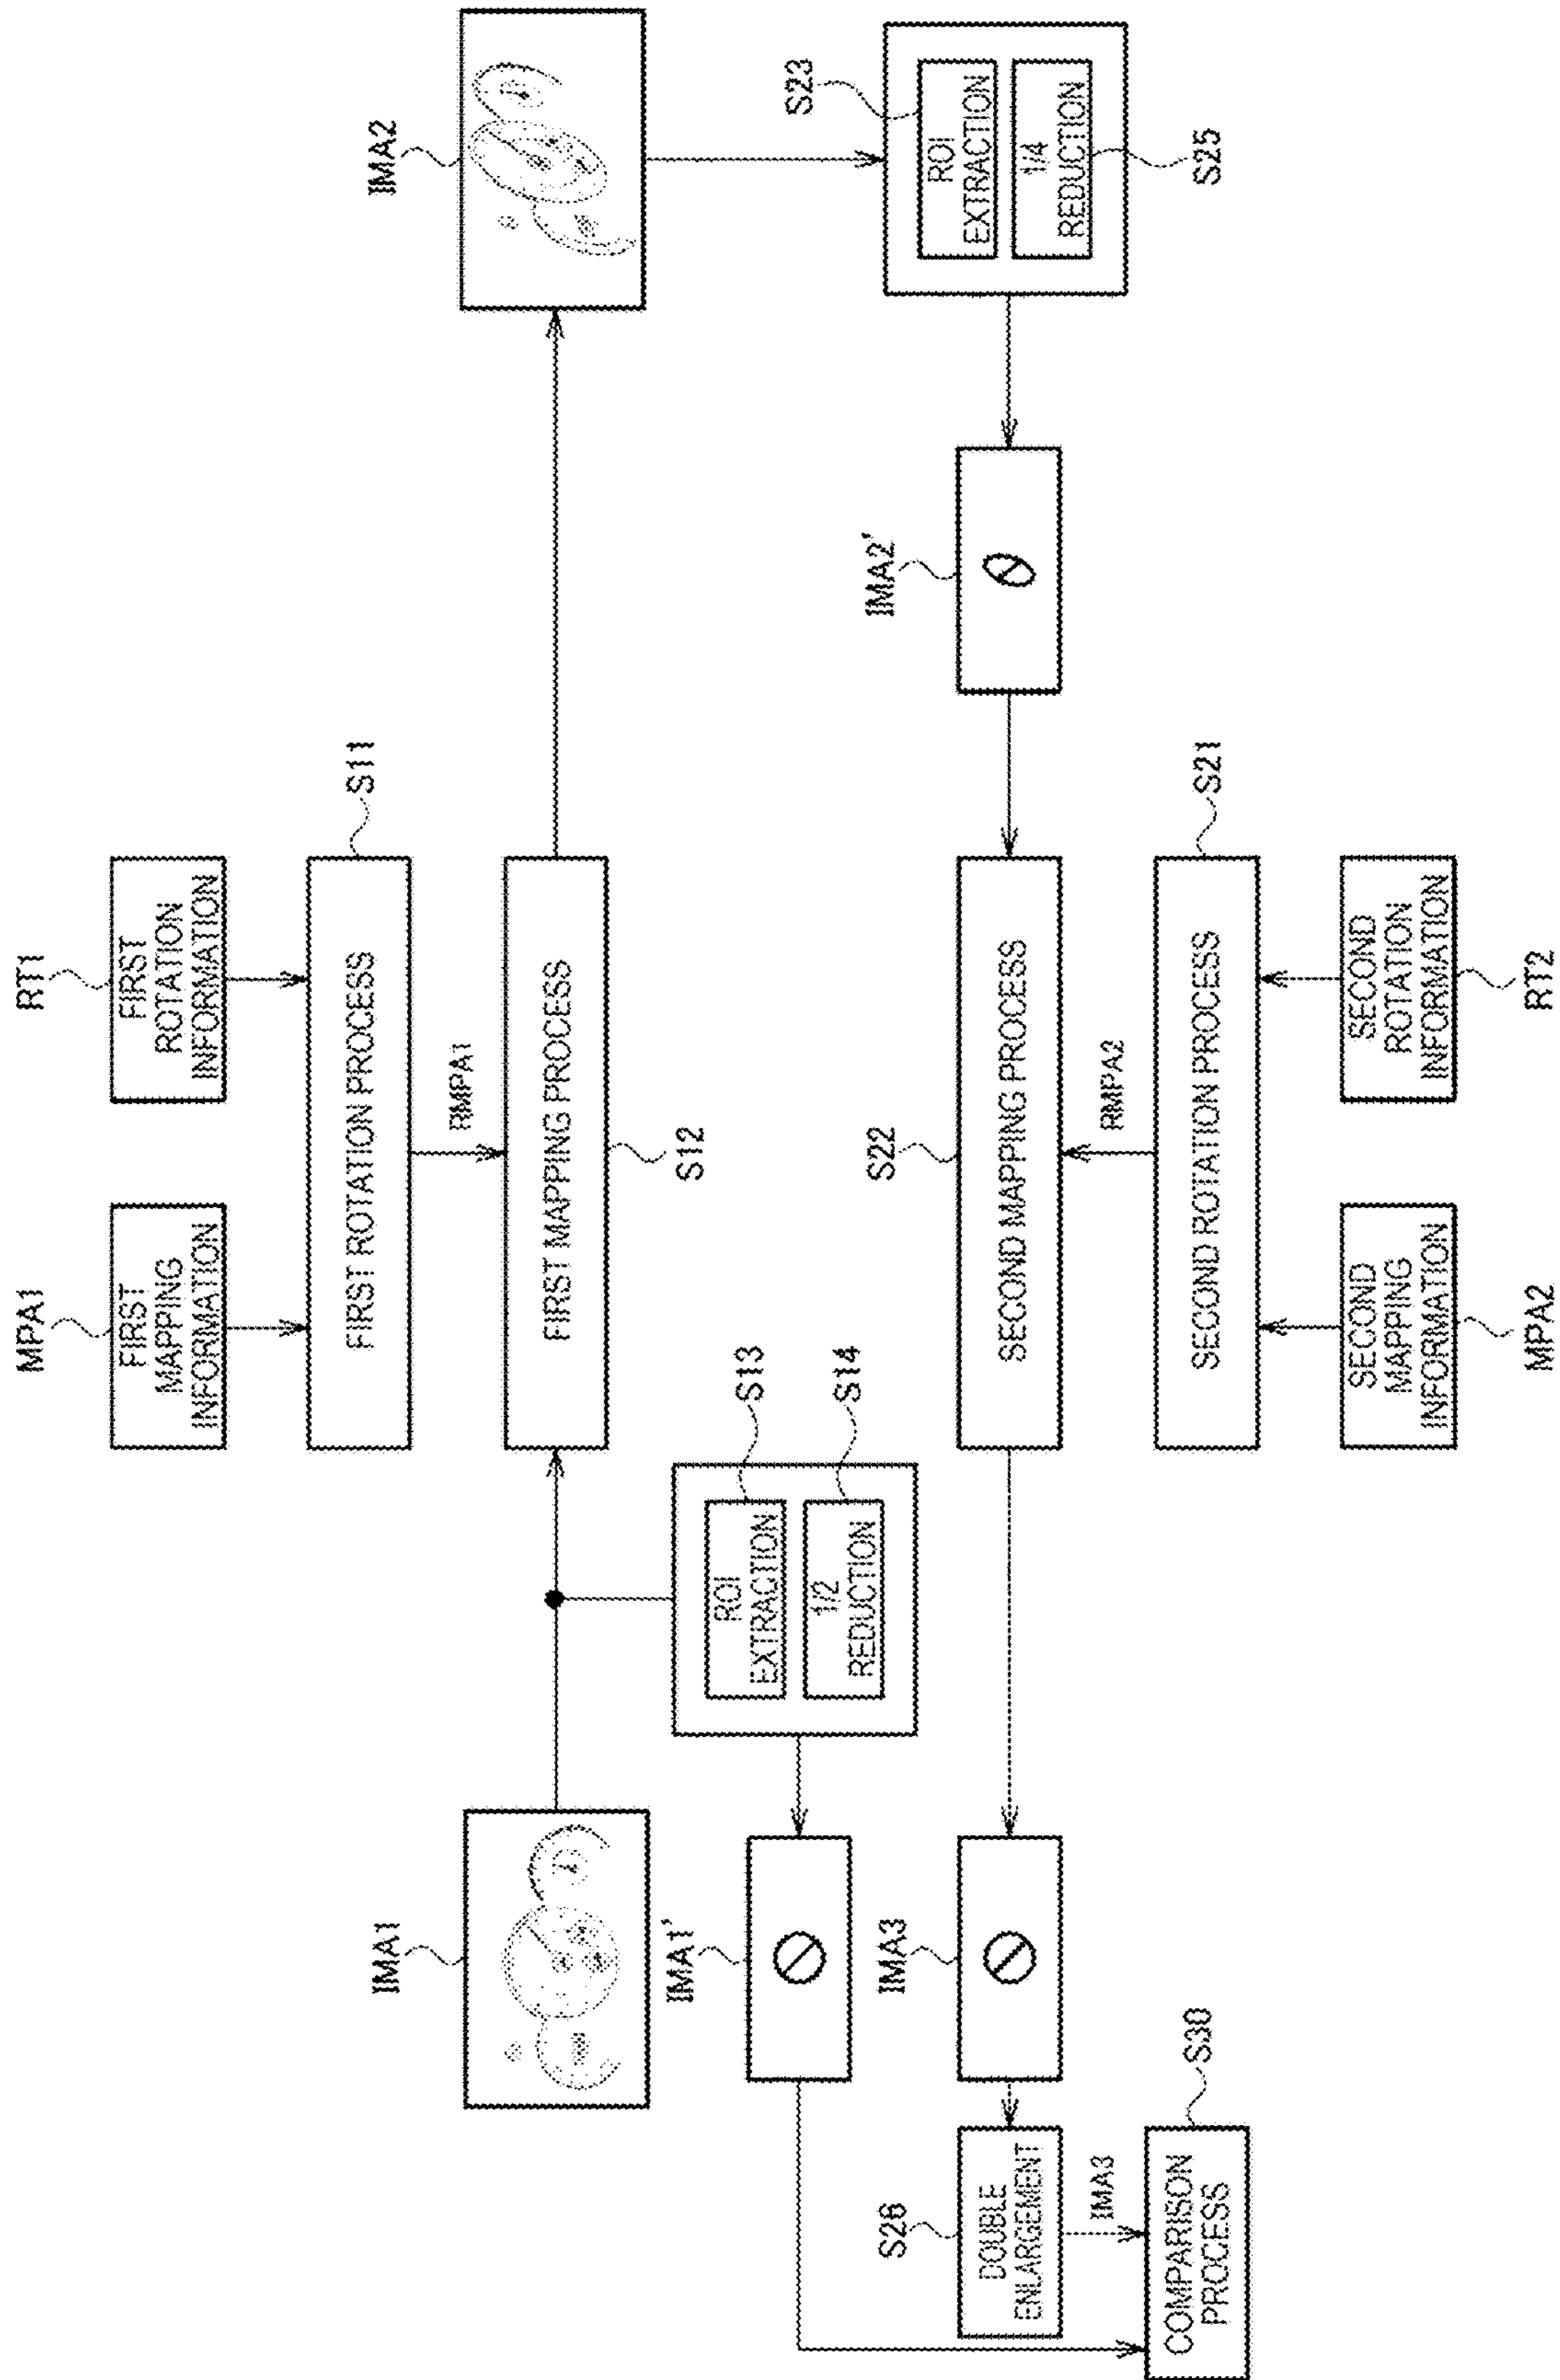 MPA1
RT1
FIRST
MAPPING
INFORMATION
FIRST
ROTATION
INFORMATION
FIRST ROTATION PROCESS
S11
RMPA1
IMA1
FIRST MAPPING PROCESS
S12
IMA2
ROI
EXTRACTION
S13
1/2
REDUCTION
S14
IMA1'
ROI
EXTRACTION
S23
1/4
REDUCTION
S25
IMA2'
SECOND MAPPING PROCESS
S22
IMA3
DOUBLE
ENLARGEMENT
S26
IMA3
RMPA2
SECOND ROTATION PROCESS
S21
COMPARISON
PROCESS
S30
SECOND
MAPPING
INFORMATION
SECOND
ROTATION
INFORMATION
MPA2
RT2